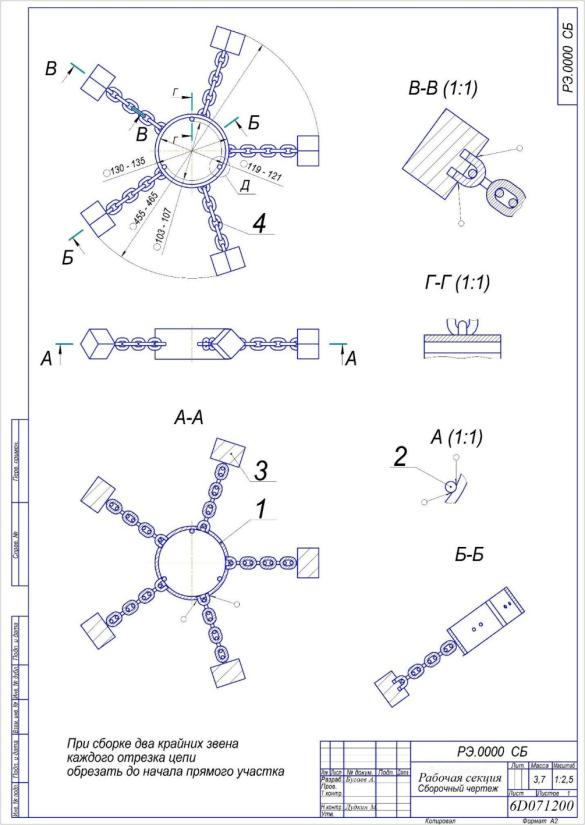 РЭ.0000 СБ
В
В
Г
Г
Б
Б
130 - 135
119 - 121
455 - 465
103 - 107
Д
4
В-В (1:1)
Г-Г (1:1)
А
А
А-А
3
1
А (1:1)
2
Б-Б
Перв. примен.
Справ. №
Подп. и дата
Инв. № дубл.
Взам. инв. №
Подп. и дата
Инв. № подл.
При сборке два крайних звена
каждого отрезка цепи
обрезать до начала прямого участка
РЭ.0000 СБ
Изм Лист № докум. Подп. Дата
Разраб. Бугаев А.
Пров.
Т.контр.
Н.контр. Дудкин М.
Утв.
Рабочая секция
Сборочный чертеж
Лит. Масса Масштаб
3,7 1:2,5
Лист Листов 1
6D071200
Копировал Формат А2